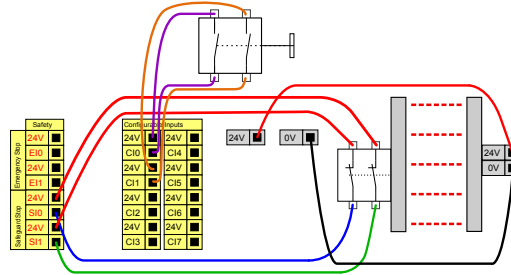 Safety
Emergency Stop
24V
EI0
24V
EI1
Safeguard Stop
24V
SI0
24V
SI1
Configurable Inputs
24V 24V
CI0 CI4
24V 24V
CI1 CI5
24V 24V
CI2 CI6
24V 24V
CI3 CI7
24V
0V
24V
0V